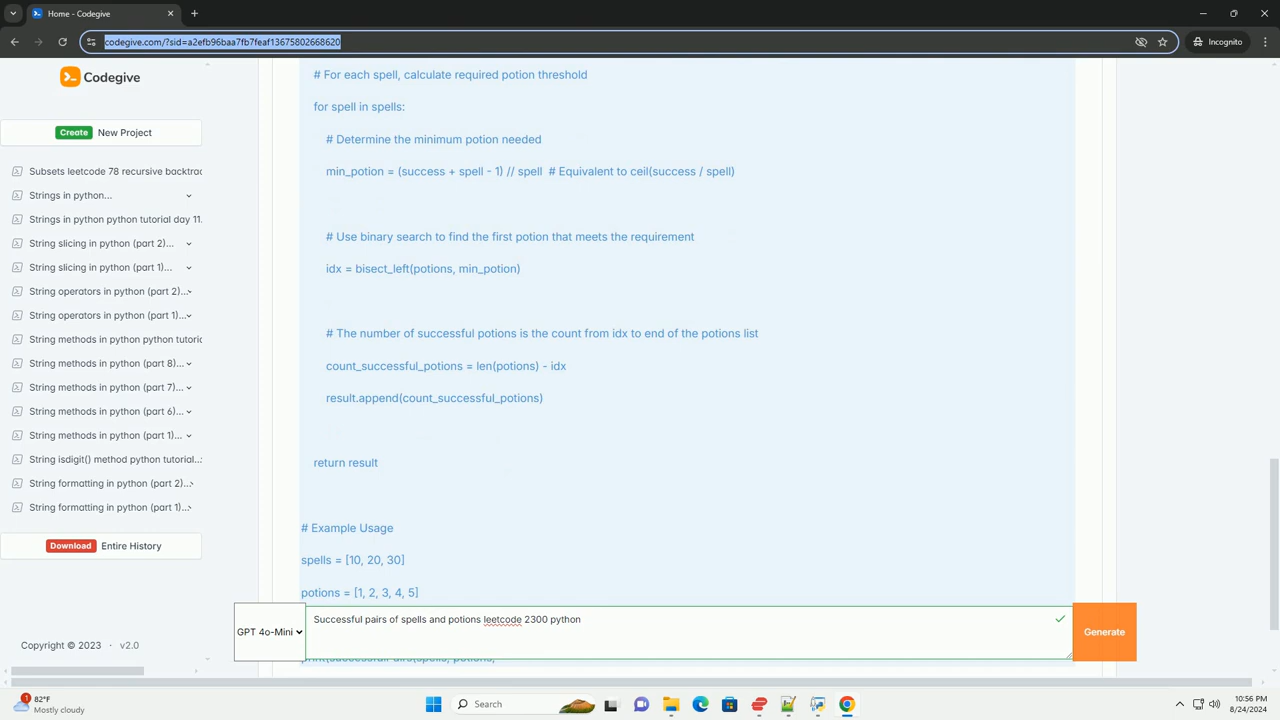 Home - Codegive
codegive.com/?sid=a2efb96baa7fb7feaf13675802668620
Incognito
Codegive
Create New Project
Subsets leetcode 78 recursive backtrac
Strings in python...
Strings in python python tutorial day 11.
String slicing in python (part 2)...
String slicing in python (part 1)...
String operators in python (part 2)...
String operators in python (part 1)...
String methods in python python tutoria
String methods in python (part 8)...
String methods in python (part 7)...
String methods in python (part 6)...
String methods in python (part 1)...
String isdigit() method python tutorial...
String formatting in python (part 2)...
String formatting in python (part 1)...
Download Entire History
Copyright © 2023 · v2.0
# For each spell, calculate required potion threshold
for spell in spells:
# Determine the minimum potion needed
min_potion = (success + spell - 1) // spell # Equivalent to ceil(success / spell)
# Use binary search to find the first potion that meets the requirement
idx = bisect_left(potions, min_potion)
# The number of successful potions is the count from idx to end of the potions list
count_successful_potions = len(potions) - idx
result.append(count_successful_potions)
return result
# Example Usage
spells = [10, 20, 30]
potions = [1, 2, 3, 4, 5]
GPT 4o-Mini
Successful pairs of spells and potions leetcode 2300 python
Generate
1
82°F
Mostly cloudy
Search
10:56 PM
8/24/2024